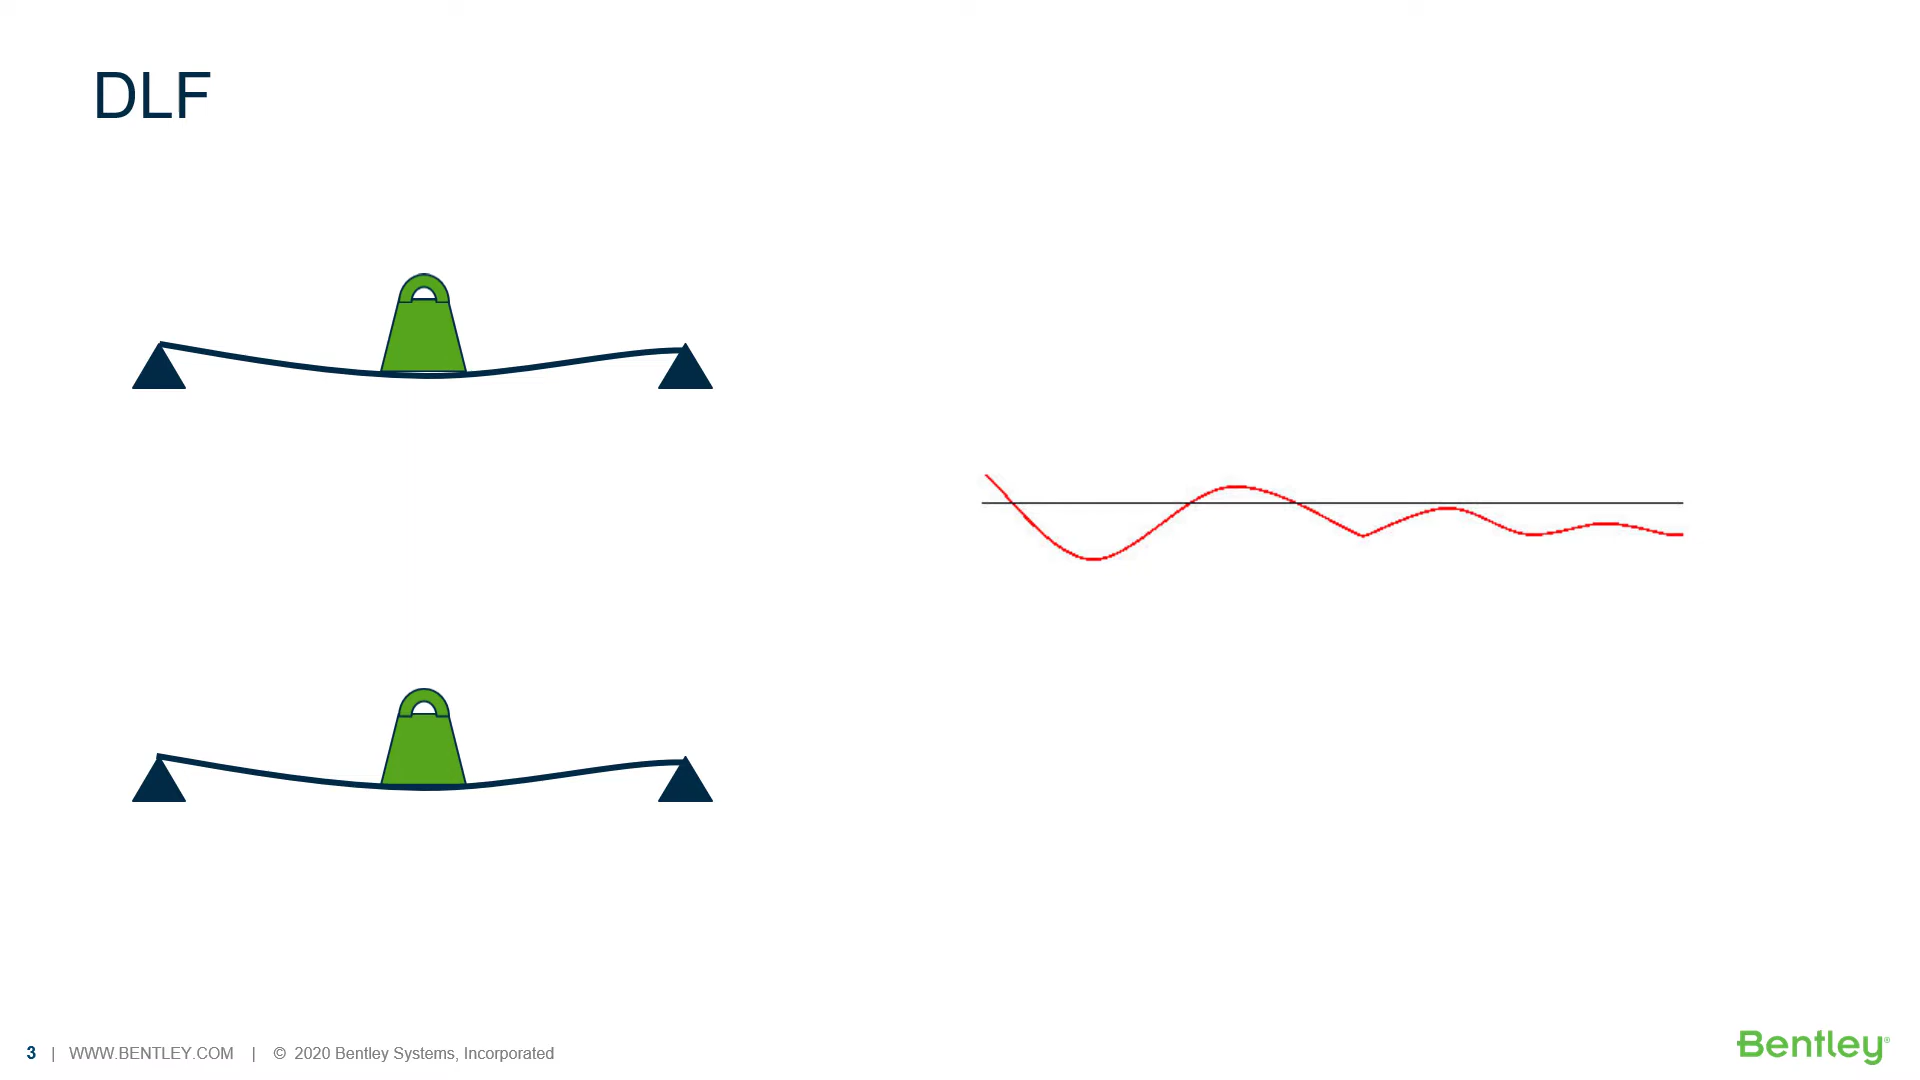 DLF
3 | WWW.BENTLEY.COM | © 2020 Bentley Systems, Incorporated
Bentley®